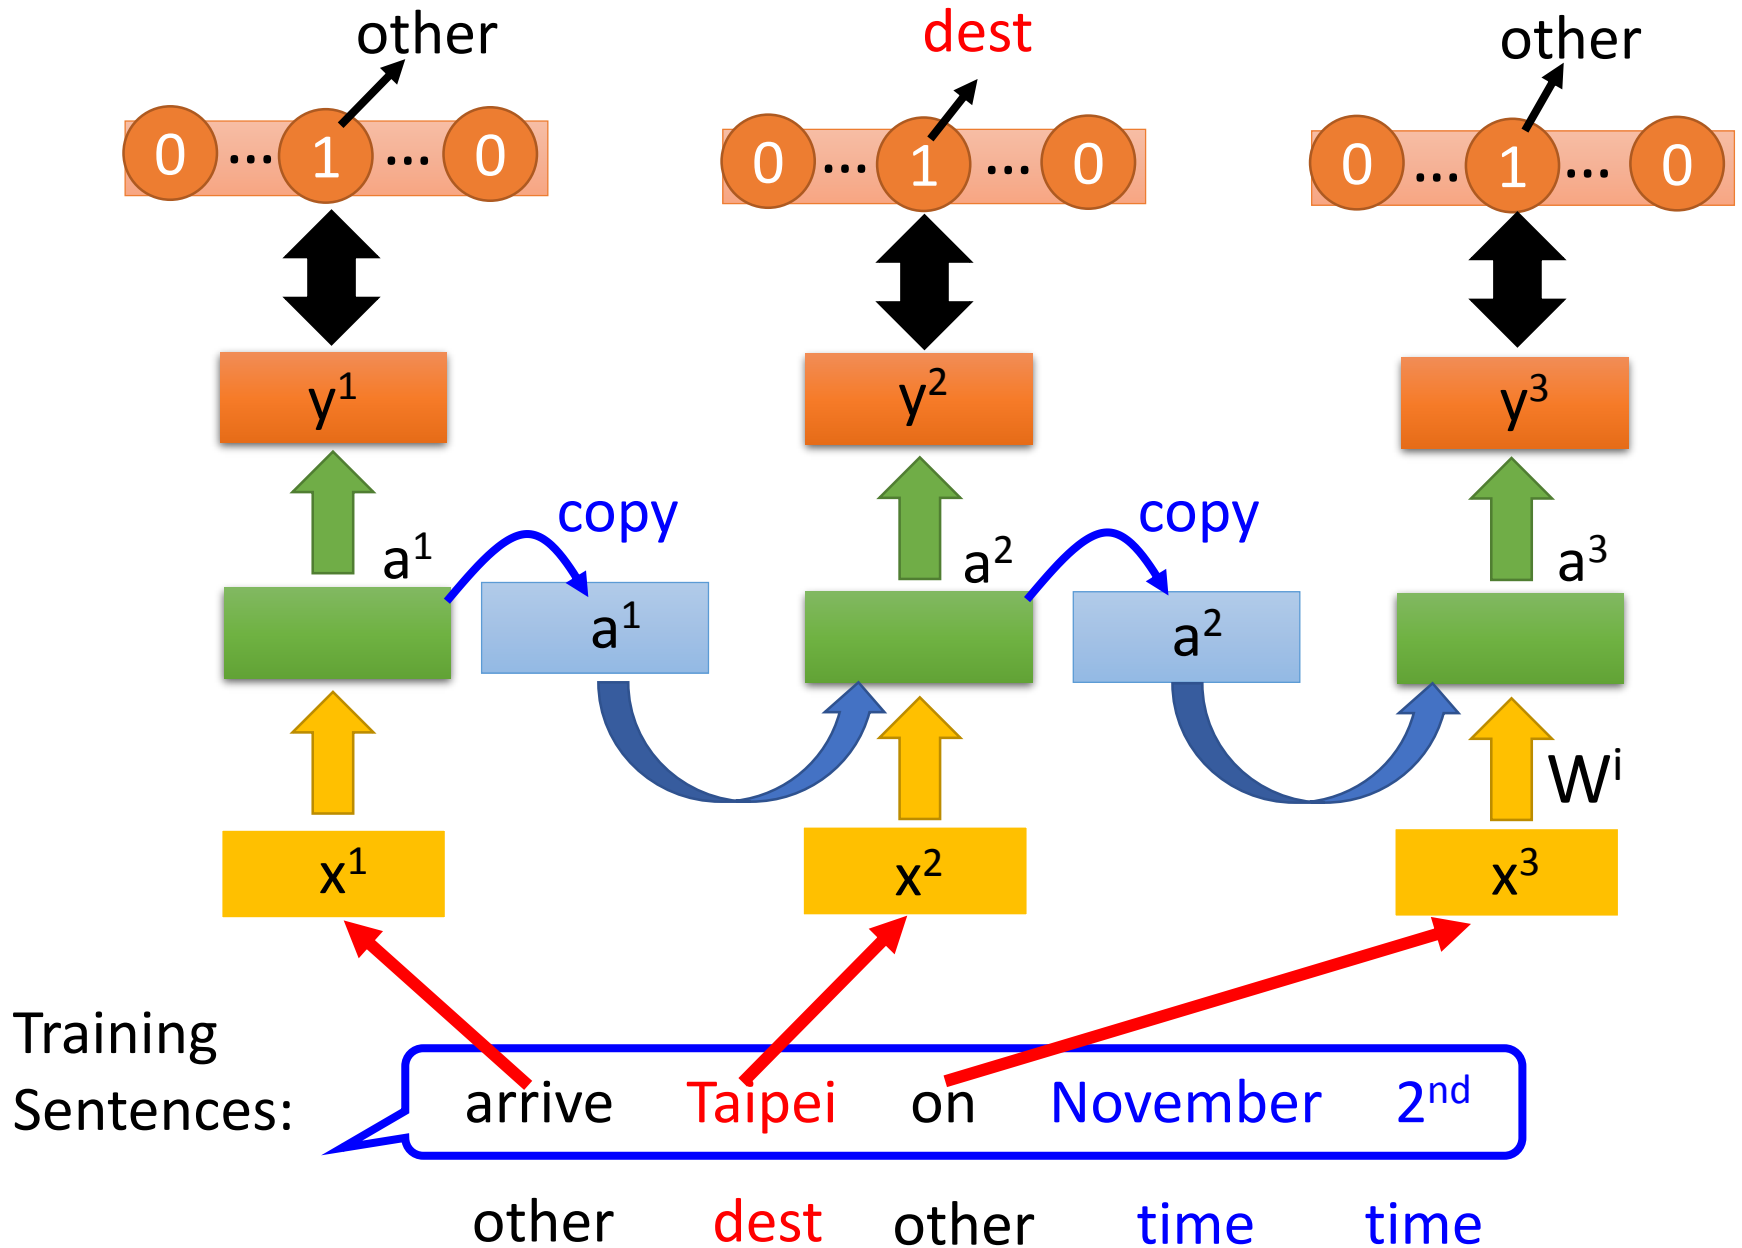 other dest other
0 ... 1 ... 0 0 ... 1 ... 0 0 ... 1 ... 0
y¹ y² y³
copy copy
a¹ a² a³
a¹ a²
Wⁱ
x¹ x² x³
Training
Sentences:
arrive Taipei on November 2ⁿᵈ
other dest other time time